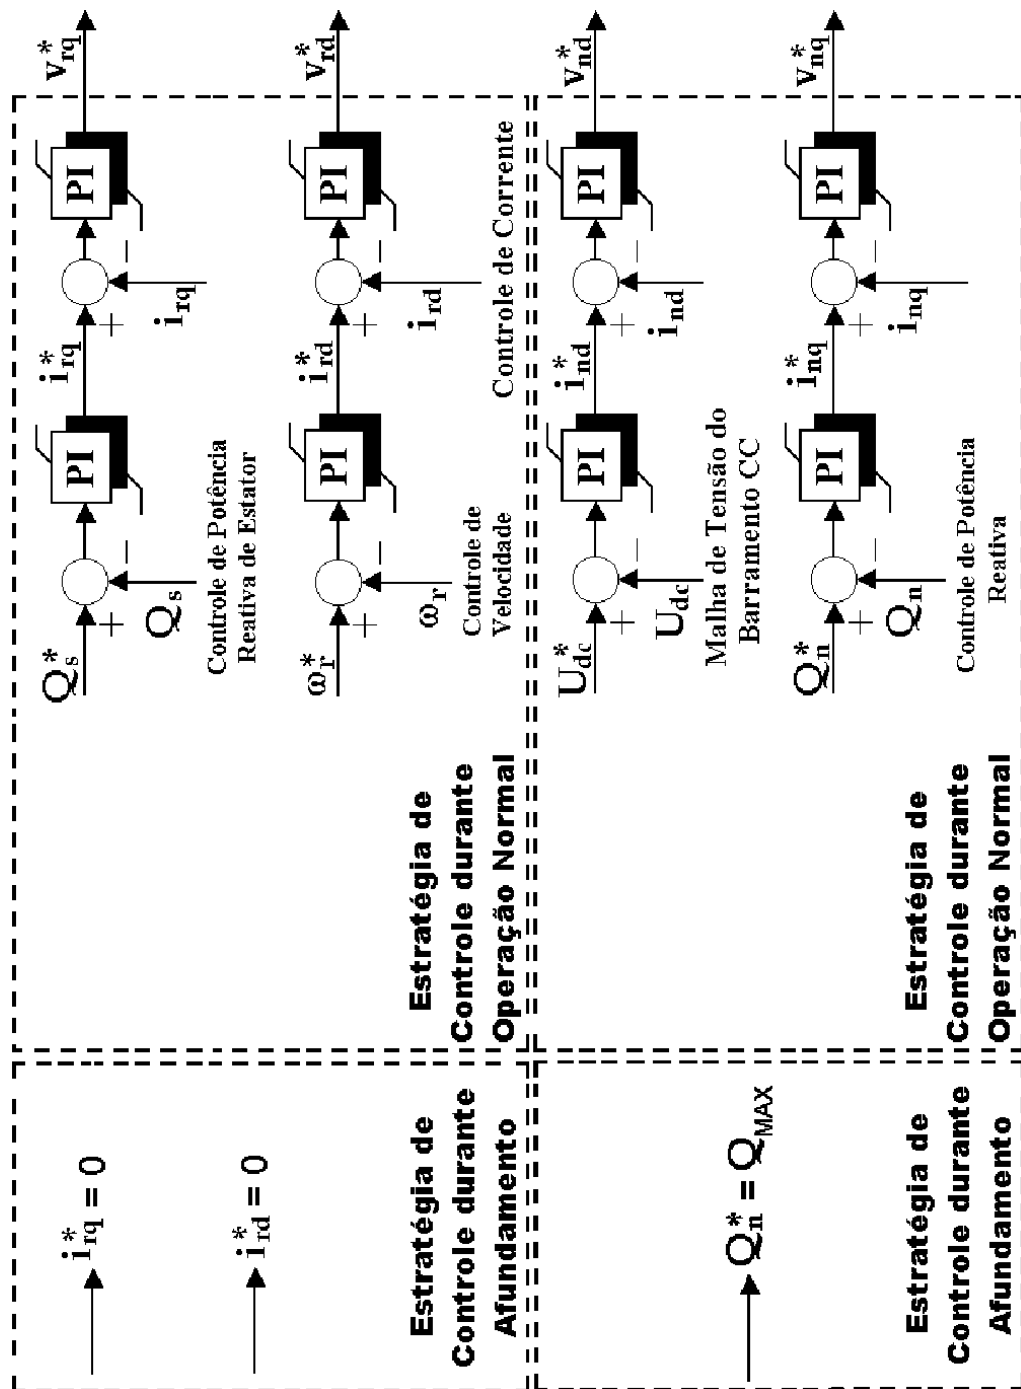 i*rq = 0
i*rd = 0
Estratégia de
Controle durante
Afundamento
Q*s
+
−
Qs
PI
i*rq
+
−
irq
PI
v*rq
Controle de Potência
Reativa de Estator
ω*r
+
−
ωr
PI
i*rd
+
−
ird
PI
v*rd
Controle de
Velocidade
Controle de Corrente
Estratégia de
Controle durante
Operação Normal
Q*n = QMAX
Estratégia de
Controle durante
Afundamento
U*dc
+
−
Udc
PI
i*nd
+
−
ind
PI
v*nd
Malha de Tensão do
Barramento CC
Q*n
+
−
Qn
PI
i*nq
+
−
inq
PI
v*nq
Controle de Potência
Reativa
Estratégia de
Controle durante
Operação Normal